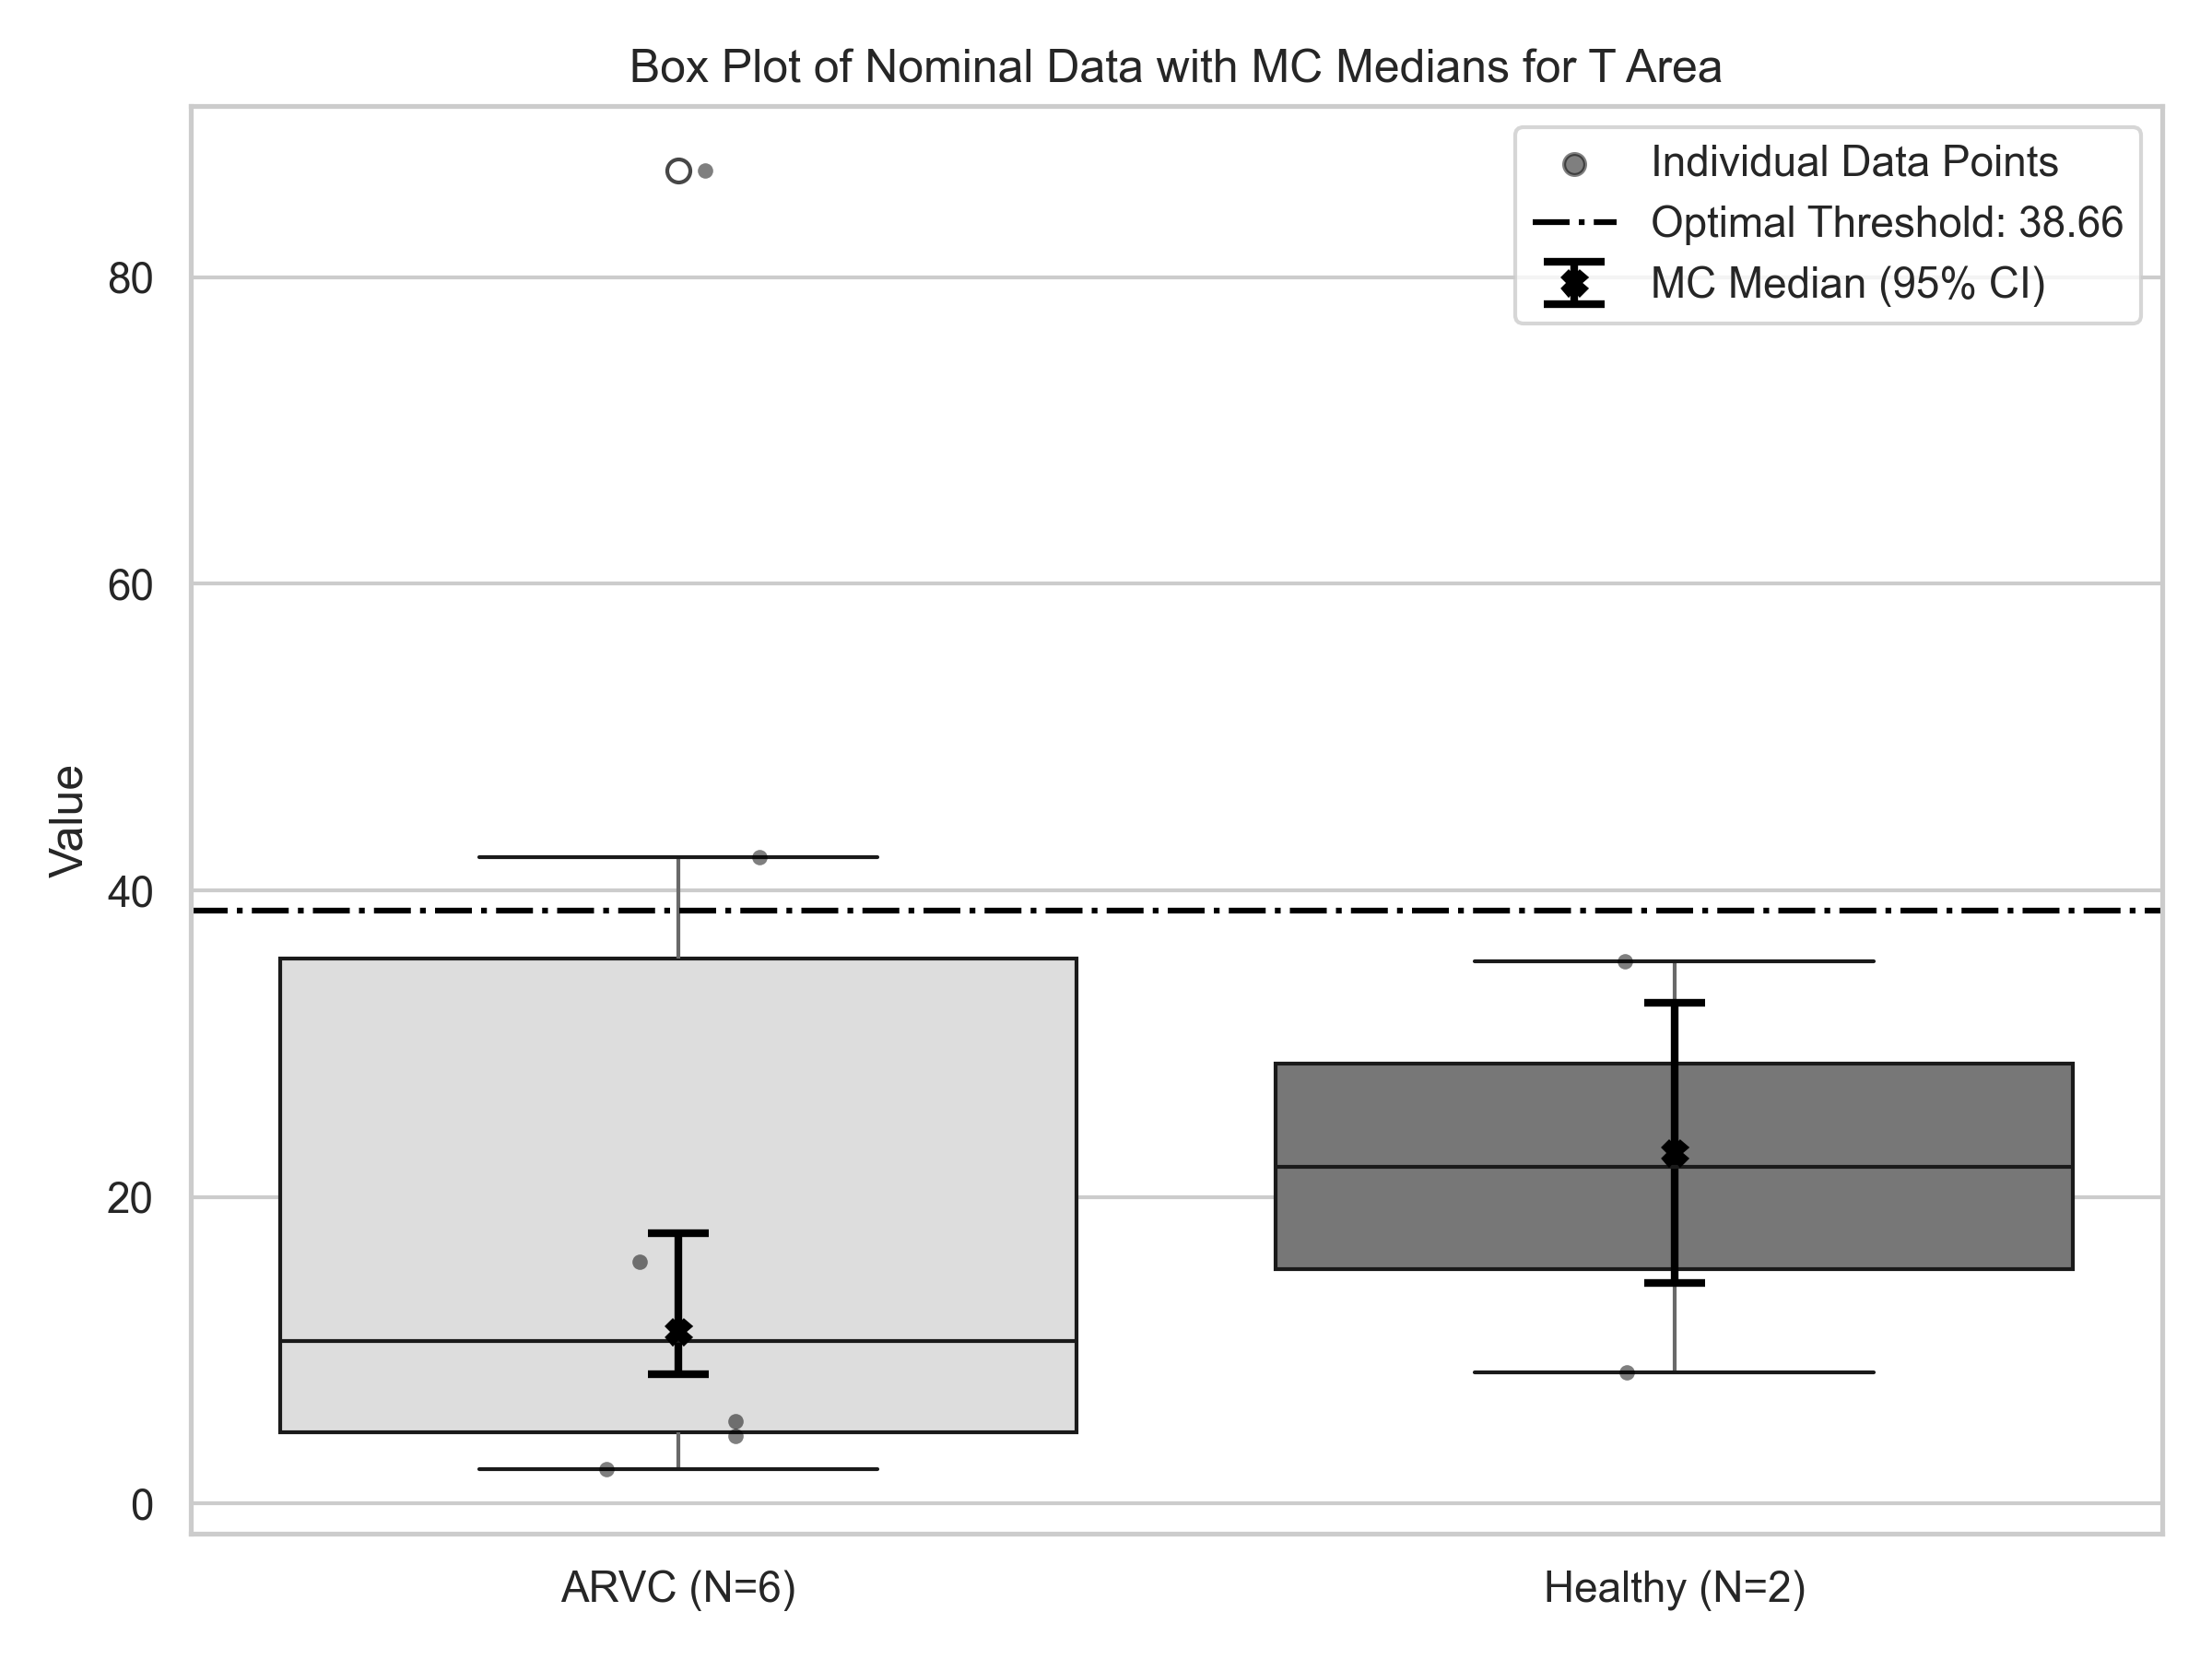 Box Plot of Nominal Data with MC Medians for T Area
Individual Data Points
Optimal Threshold: 38.66
MC Median (95% CI)
Value
80
60
40
20
0
ARVC (N=6)
Healthy (N=2)